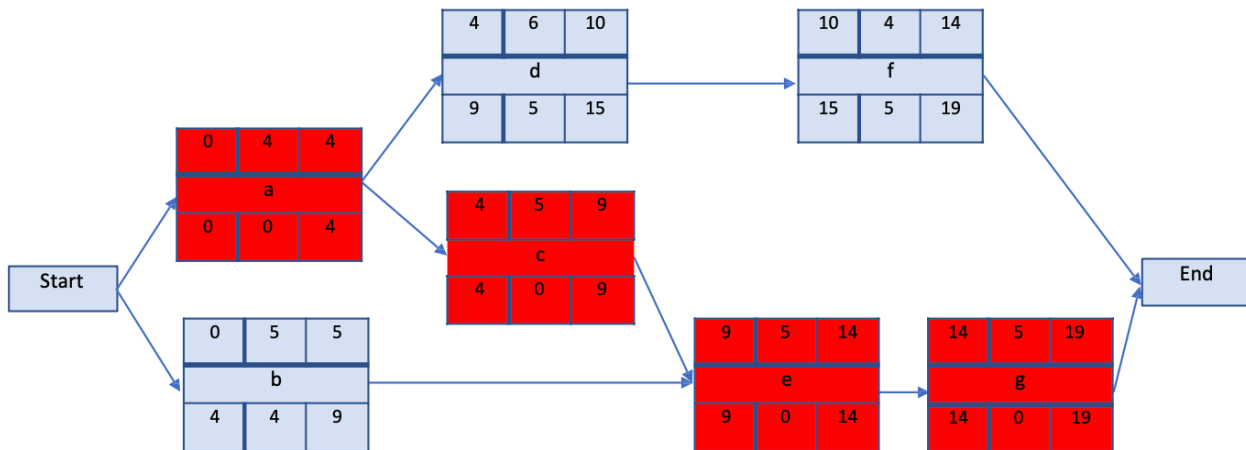 4 6 10
d
9 5 15
10 4 14
f
15 5 19
0 4 4
a
0 0 4
4 5 9
c
4 0 9
Start
End
0 5 5
b
4 4 9
9 5 14
e
9 0 14
14 5 19
g
14 0 19